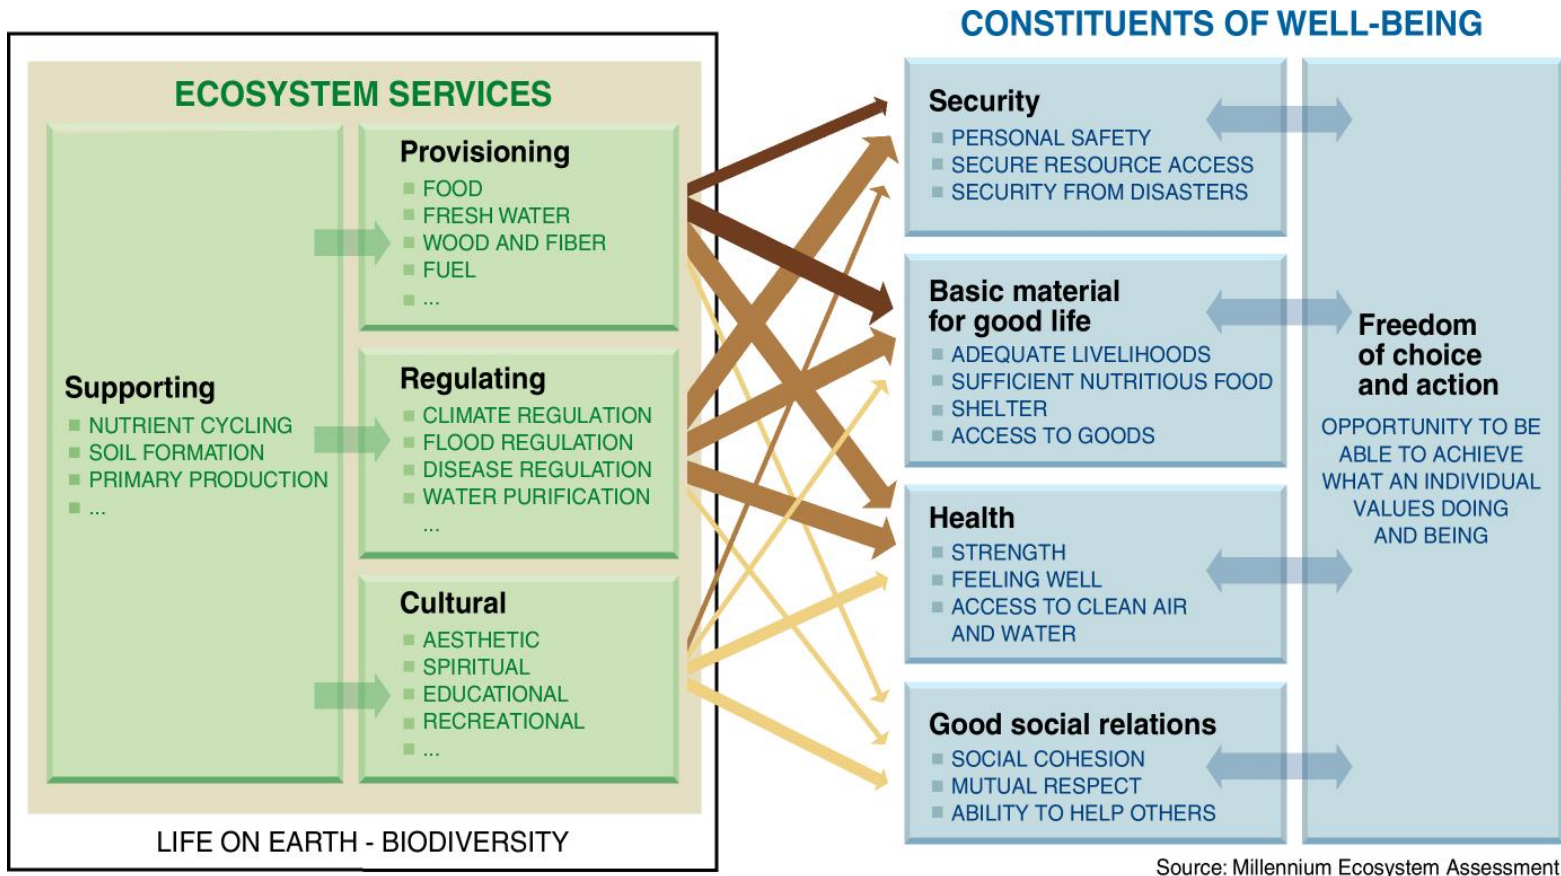 CONSTITUENTS OF WELL-BEING
ECOSYSTEM SERVICES
Supporting
NUTRIENT CYCLING
SOIL FORMATION
PRIMARY PRODUCTION
...
Provisioning
FOOD
FRESH WATER
WOOD AND FIBER
FUEL
...
Regulating
CLIMATE REGULATION
FLOOD REGULATION
DISEASE REGULATION
WATER PURIFICATION
...
Cultural
AESTHETIC
SPIRITUAL
EDUCATIONAL
RECREATIONAL
...
LIFE ON EARTH - BIODIVERSITY
Security
PERSONAL SAFETY
SECURE RESOURCE ACCESS
SECURITY FROM DISASTERS
Basic material
for good life
ADEQUATE LIVELIHOODS
SUFFICIENT NUTRITIOUS FOOD
SHELTER
ACCESS TO GOODS
Health
STRENGTH
FEELING WELL
ACCESS TO CLEAN AIR
AND WATER
Good social relations
SOCIAL COHESION
MUTUAL RESPECT
ABILITY TO HELP OTHERS
Freedom
of choice
and action
OPPORTUNITY TO BE
ABLE TO ACHIEVE
WHAT AN INDIVIDUAL
VALUES DOING
AND BEING
Source: Millennium Ecosystem Assessment